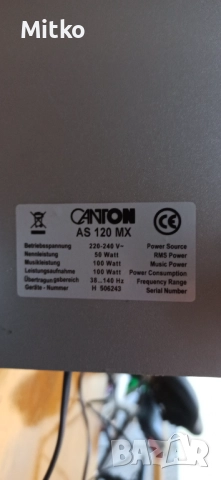 Mitko
CANTON
AS 120 MX
Betriebsspannung 220-240 V~ Power Source
Nennleistung 50 Watt RMS Power
Musikleistung 100 Watt Music Power
Leistungsaufnahme 100 Watt Power Consumption
Übertragungsbereich 38...140 Hz Frequency Range
Geräte - Nummer H 506243 Serial Number
BAZAR